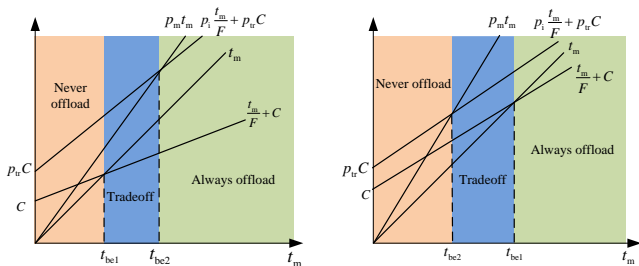 p_m t_m
p_i t_m/F + p_tr C
t_m
Never
offload
t_m/F + C
p_tr C
C
Tradeoff
Always offload
t_be1
t_be2
t_m
p_m t_m
p_i t_m/F + p_tr C
t_m
t_m/F + C
Never offload
Always
offload
p_tr C
C
Tradeoff
t_be2
t_be1
t_m